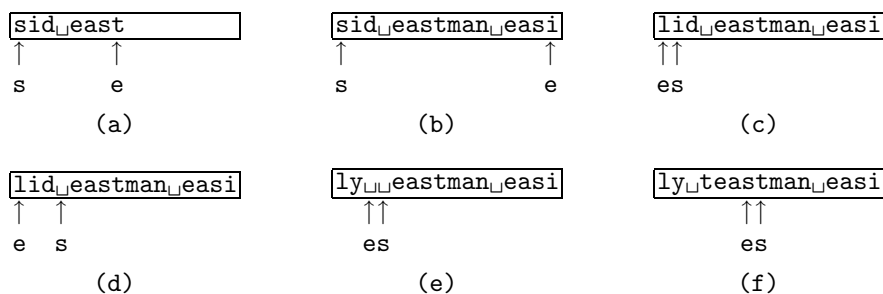 sid␣east sid␣eastman␣easi lid␣eastman␣easi
↑ ↑ ↑ ↑ ↑↑
s e s e es
(a) (b) (c)
lid␣eastman␣easi ly␣␣eastman␣easi ly␣teastman␣easi
↑ ↑ ↑↑ ↑↑
e s es es
(d) (e) (f)